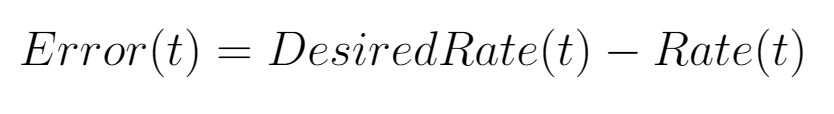 Error(t) = DesiredRate(t) − Rate(t)